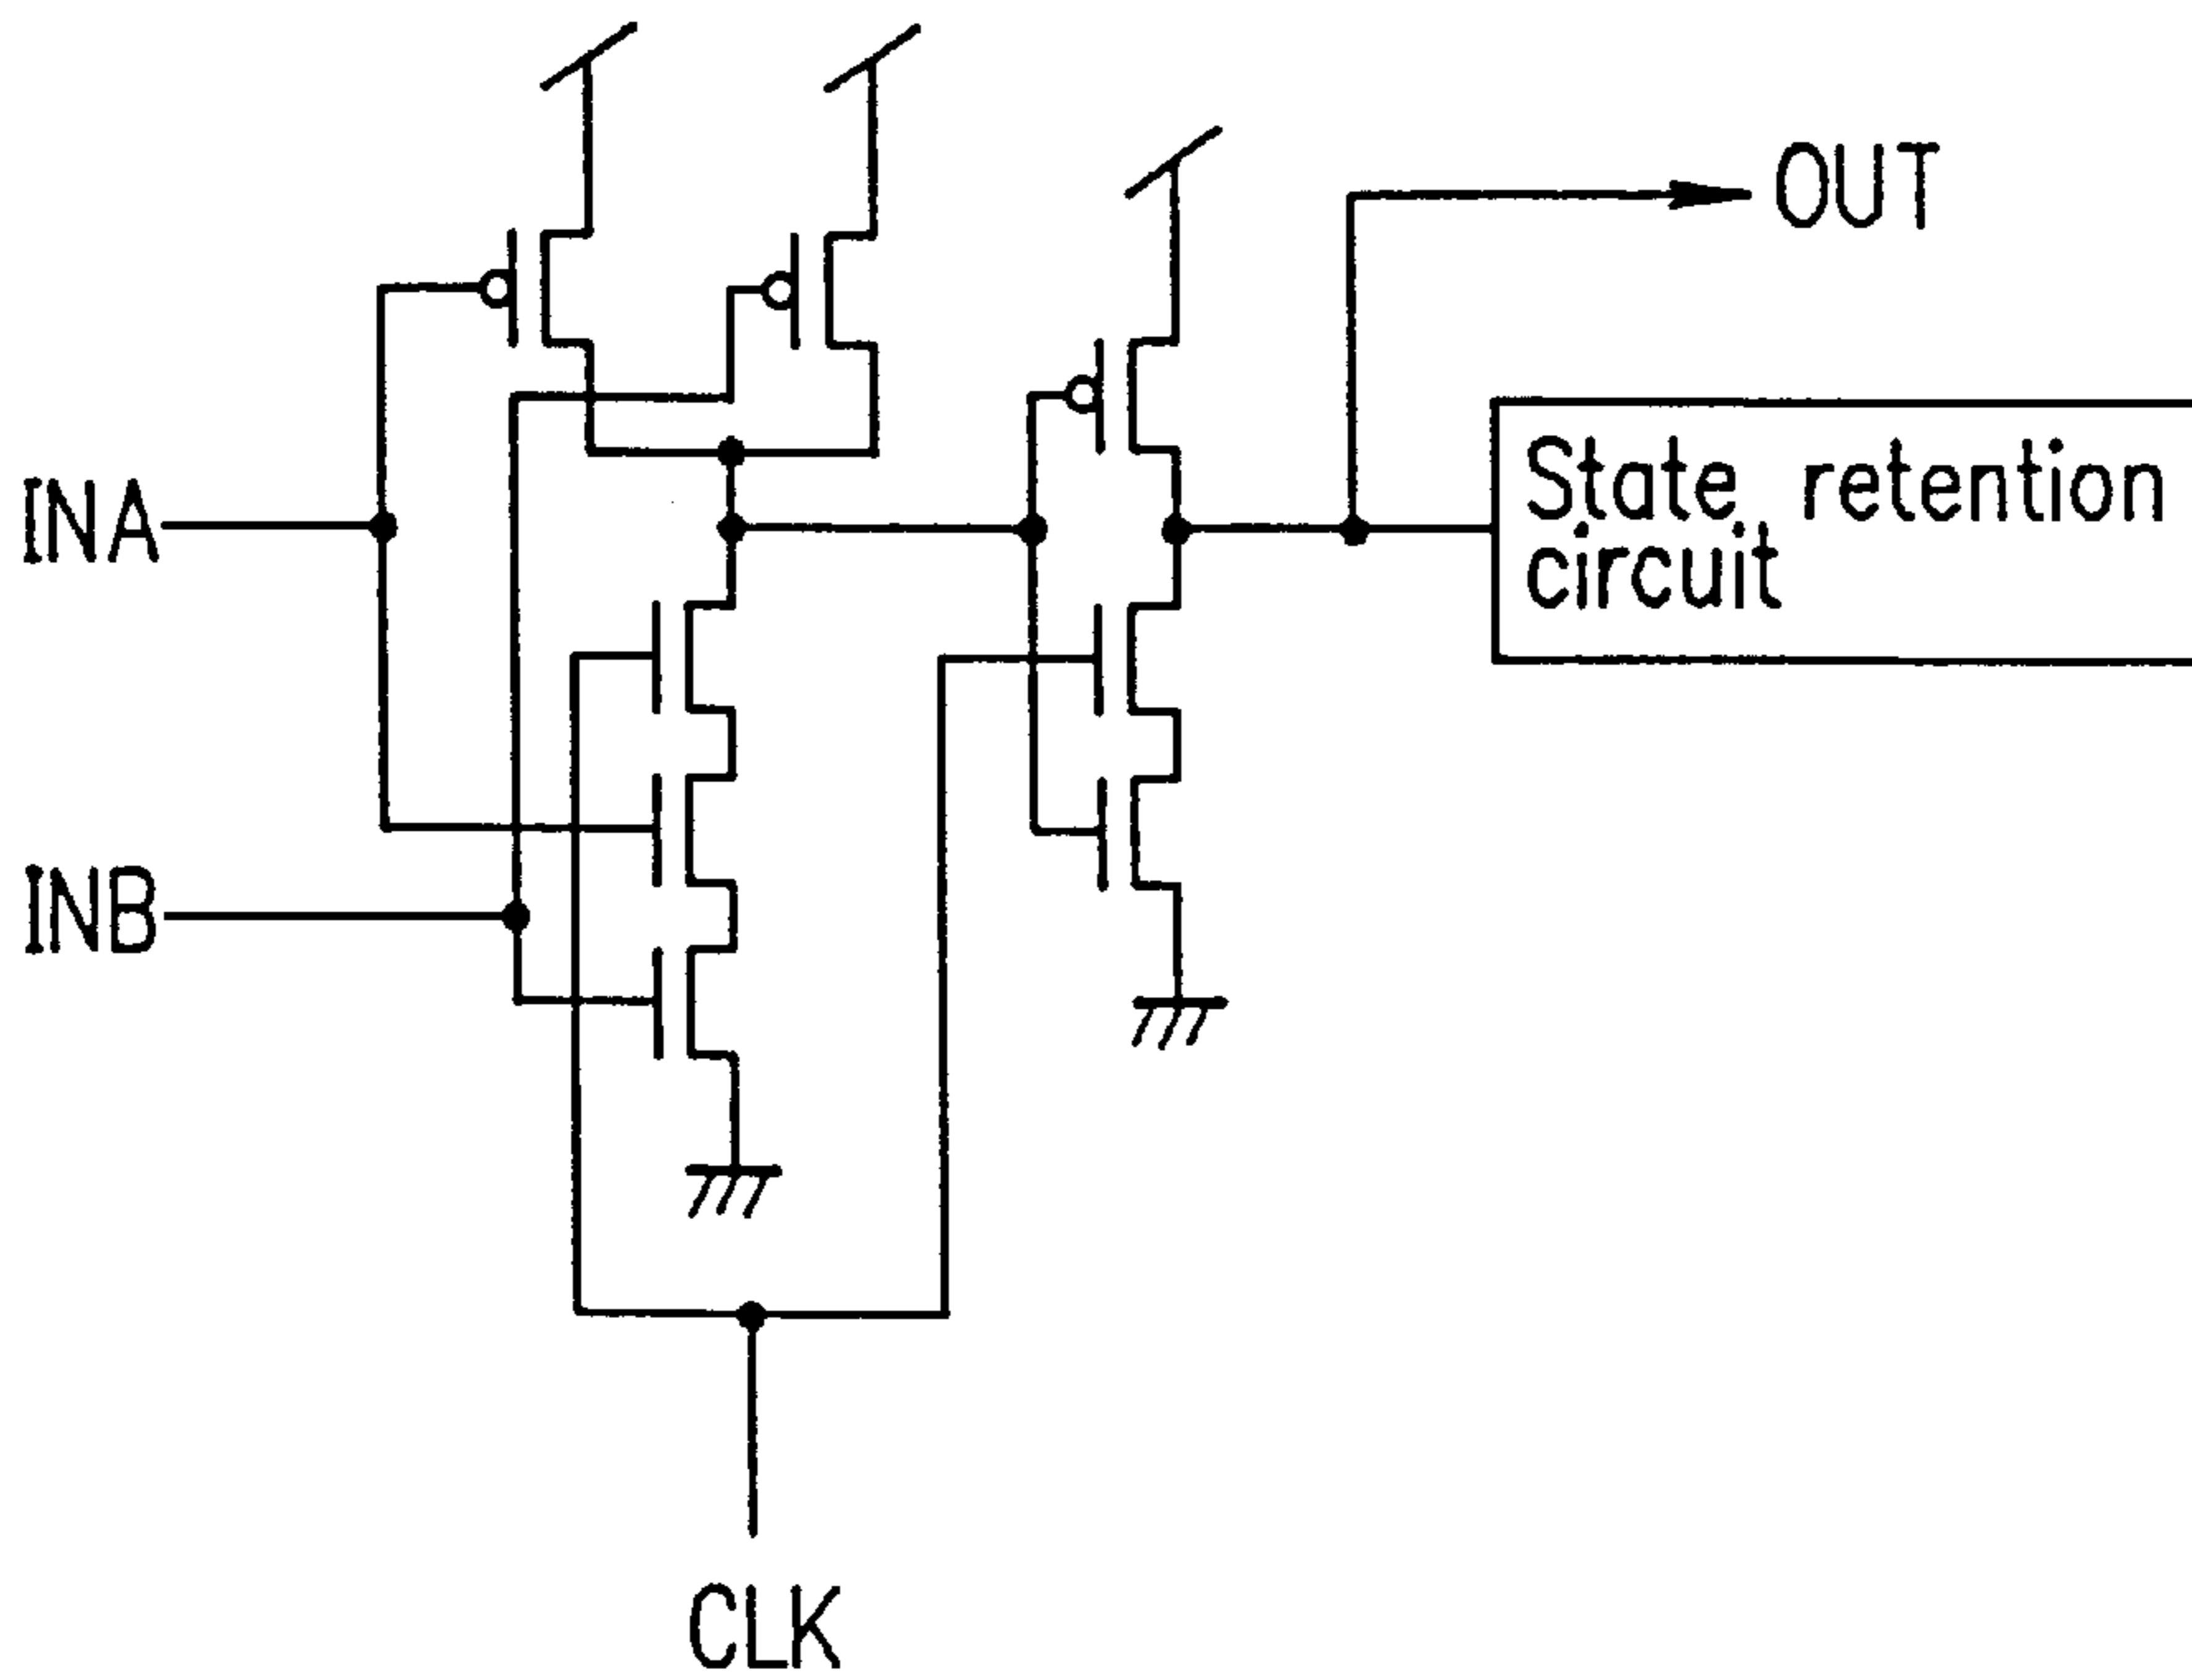 OUT
State retention
circuit
INA
INB
CLK